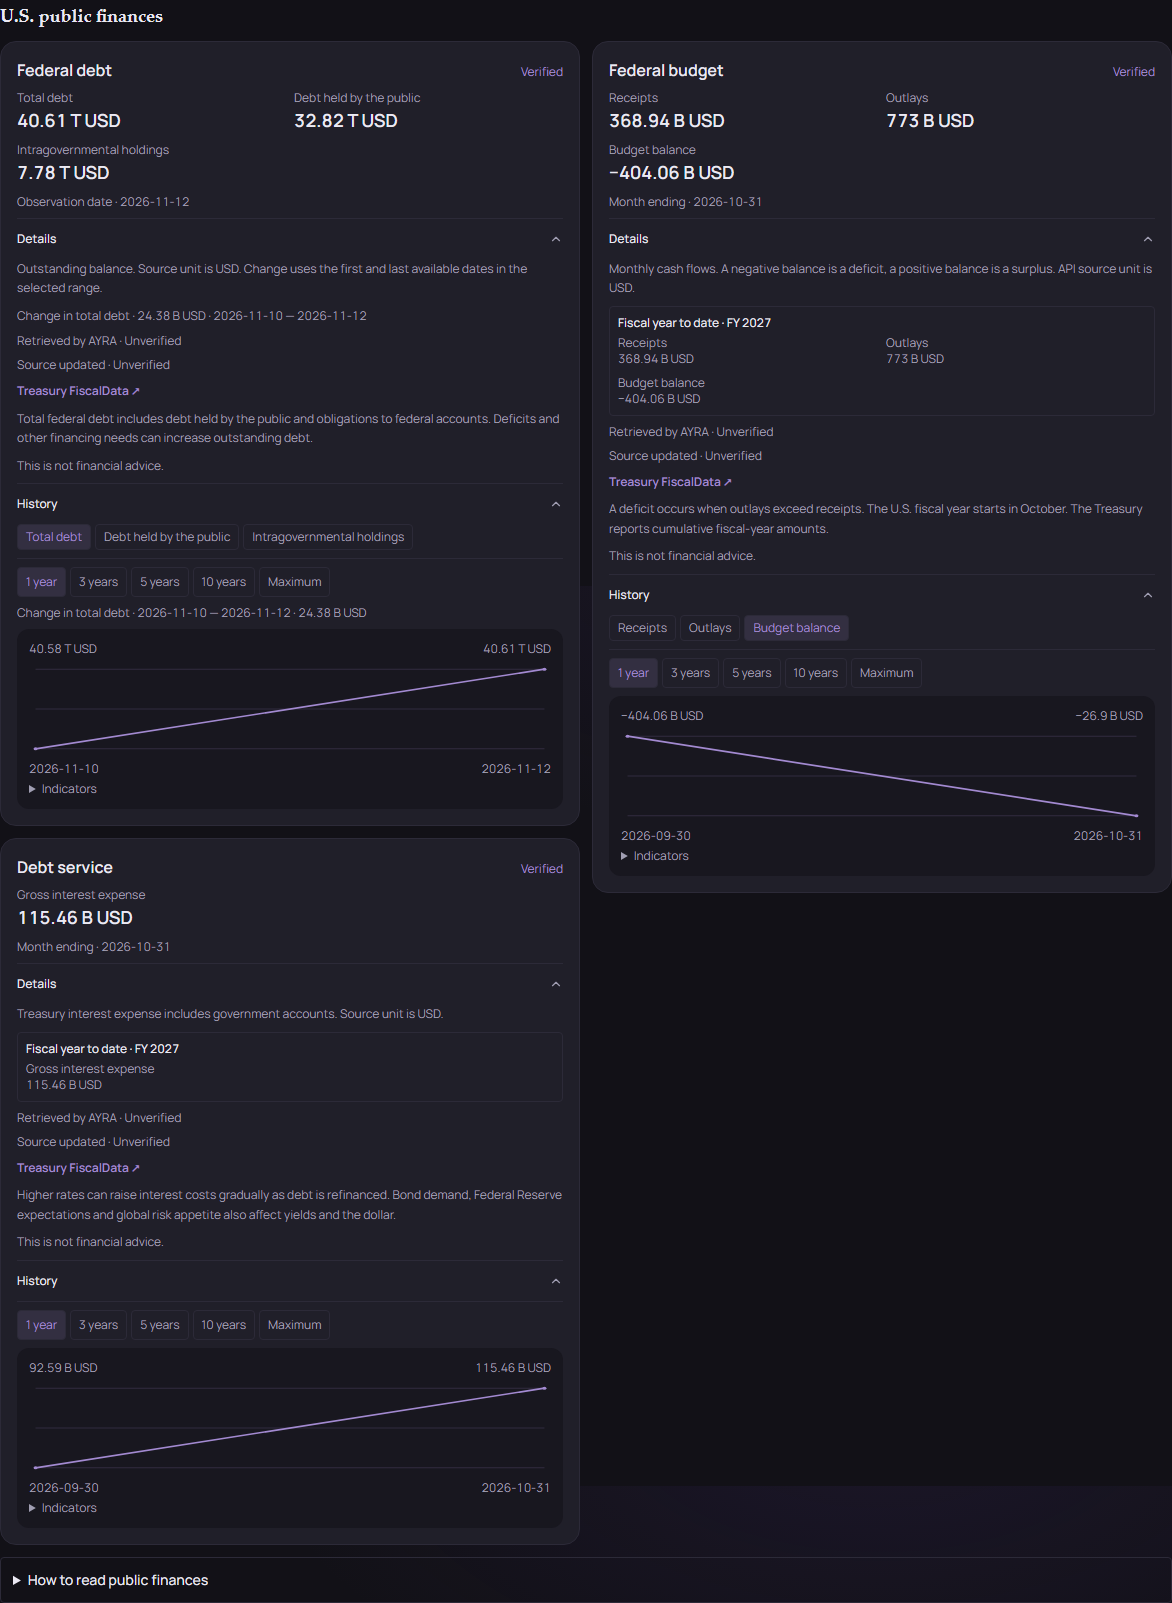 U.S. public finances
Federal debt
Verified
Total debt
Debt held by the public
40.61 T USD
32.82 T USD
Intragovernmental holdings
7.78 T USD
Observation date · 2026-11-12
Details
Outstanding balance. Source unit is USD. Change uses the first and last available dates in the
selected range.
Change in total debt · 24.38 B USD · 2026-11-10 — 2026-11-12
Retrieved by AYRA · Unverified
Source updated · Unverified
Treasury FiscalData ↗
Total federal debt includes debt held by the public and obligations to federal accounts. Deficits and
other financing needs can increase outstanding debt.
This is not financial advice.
History
Total debt
Debt held by the public
Intragovernmental holdings
1 year
3 years
5 years
10 years
Maximum
Change in total debt · 2026-11-10 — 2026-11-12 · 24.38 B USD
40.58 T USD
40.61 T USD
2026-11-10
2026-11-12
Indicators
Federal budget
Verified
Receipts
Outlays
368.94 B USD
773 B USD
Budget balance
−404.06 B USD
Month ending · 2026-10-31
Details
Monthly cash flows. A negative balance is a deficit, a positive balance is a surplus. API source unit is
USD.
Fiscal year to date · FY 2027
Receipts
Outlays
368.94 B USD
773 B USD
Budget balance
−404.06 B USD
Retrieved by AYRA · Unverified
Source updated · Unverified
Treasury FiscalData ↗
A deficit occurs when outlays exceed receipts. The U.S. fiscal year starts in October. The Treasury
reports cumulative fiscal-year amounts.
This is not financial advice.
History
Receipts
Outlays
Budget balance
1 year
3 years
5 years
10 years
Maximum
−404.06 B USD
−26.9 B USD
2026-09-30
2026-10-31
Indicators
Debt service
Verified
Gross interest expense
115.46 B USD
Month ending · 2026-10-31
Details
Treasury interest expense includes government accounts. Source unit is USD.
Fiscal year to date · FY 2027
Gross interest expense
115.46 B USD
Retrieved by AYRA · Unverified
Source updated · Unverified
Treasury FiscalData ↗
Higher rates can raise interest costs gradually as debt is refinanced. Bond demand, Federal Reserve
expectations and global risk appetite also affect yields and the dollar.
This is not financial advice.
History
1 year
3 years
5 years
10 years
Maximum
92.59 B USD
115.46 B USD
2026-09-30
2026-10-31
Indicators
How to read public finances